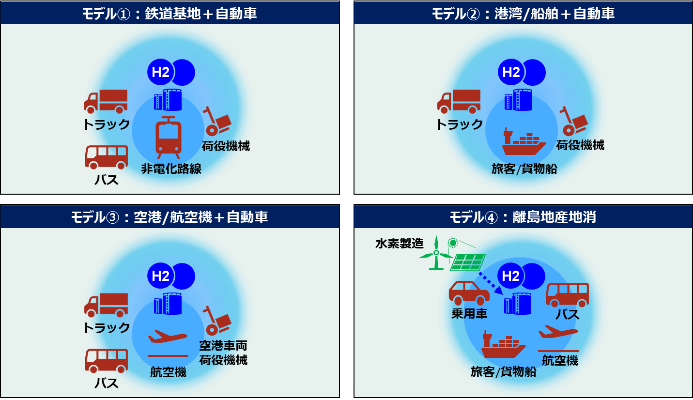 モデル①：鉄道基地＋自動車
H2
トラック
荷役機械
バス
非電化路線
モデル②：港湾/船舶＋自動車
H2
トラック
荷役機械
旅客/貨物船
モデル③：空港/航空機＋自動車
H2
トラック
空港車両
荷役機械
バス
航空機
モデル④：離島地産地消
水素製造
H2
乗用車
バス
旅客/貨物船
航空機